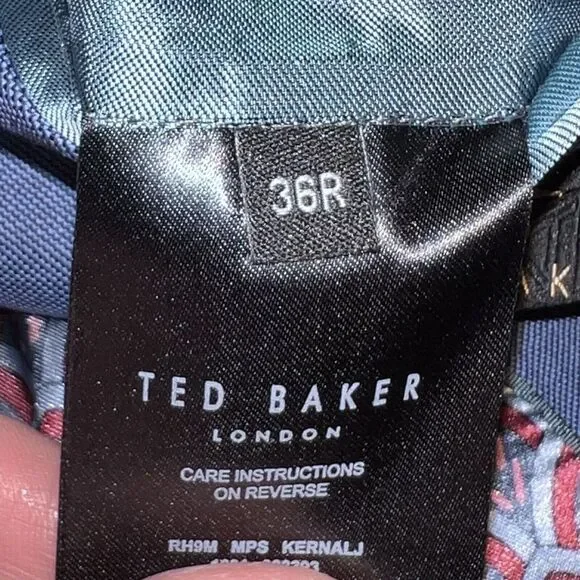 36R
TED BAKER
LONDON
CARE INSTRUCTIONS
ON REVERSE
RH9M MPS KERNALJ
K